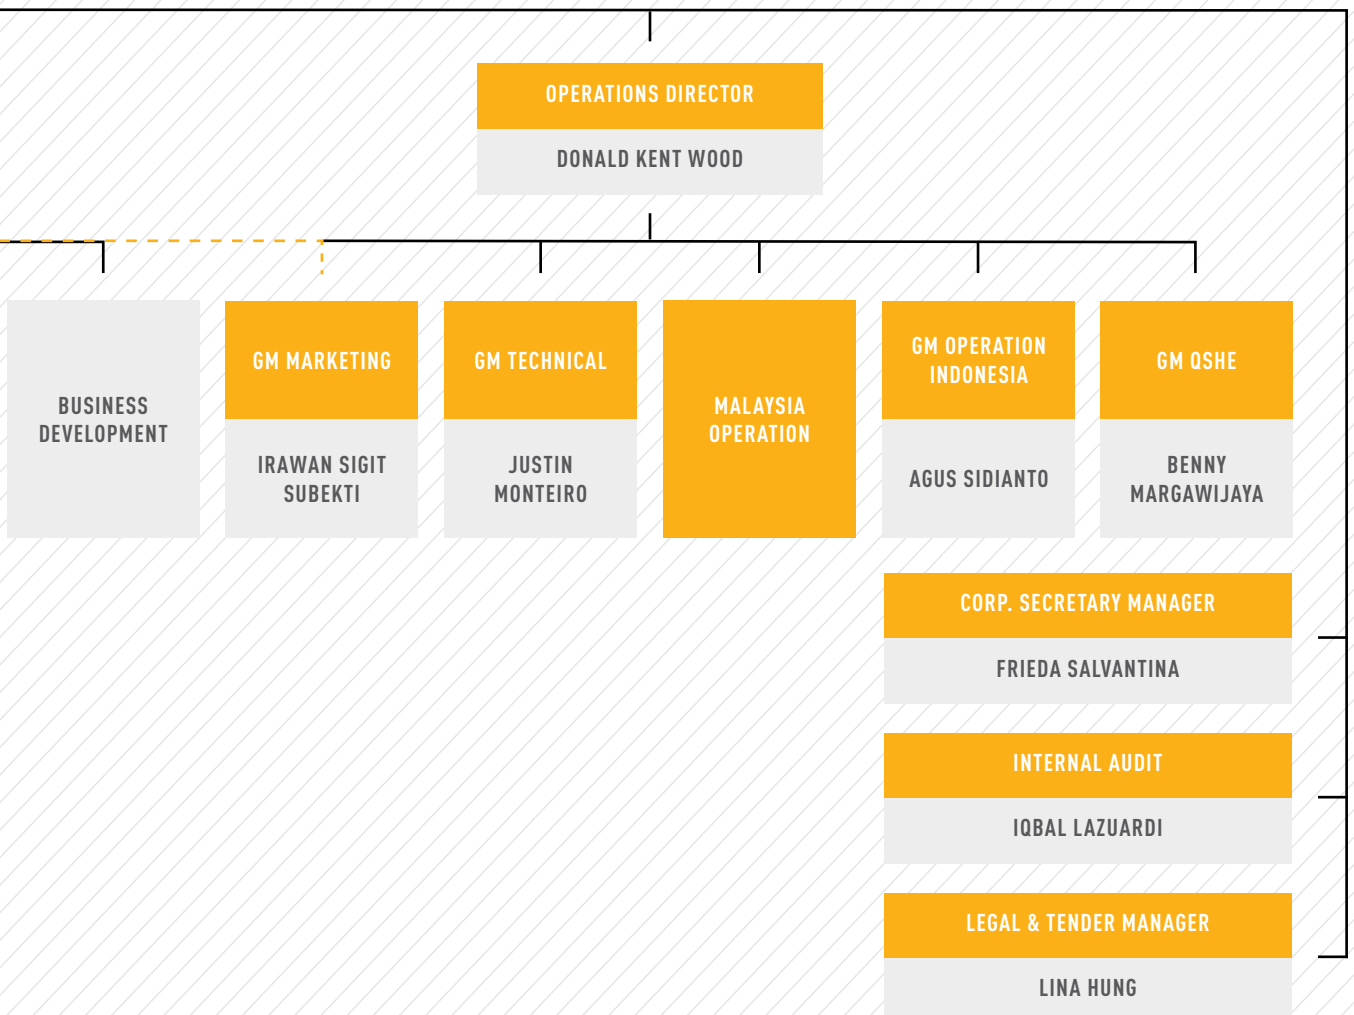 OPERATIONS DIRECTOR
DONALD KENT WOOD
BUSINESS
DEVELOPMENT
GM MARKETING
IRAWAN SIGIT
SUBEKTI
GM TECHNICAL
JUSTIN
MONTEIRO
MALAYSIA
OPERATION
GM OPERATION
INDONESIA
AGUS SIDIANTO
GM QSHE
BENNY
MARGAWIJAYA
CORP. SECRETARY MANAGER
FRIEDA SALVANTINA
INTERNAL AUDIT
IQBAL LAZUARDI
LEGAL & TENDER MANAGER
LINA HUNG